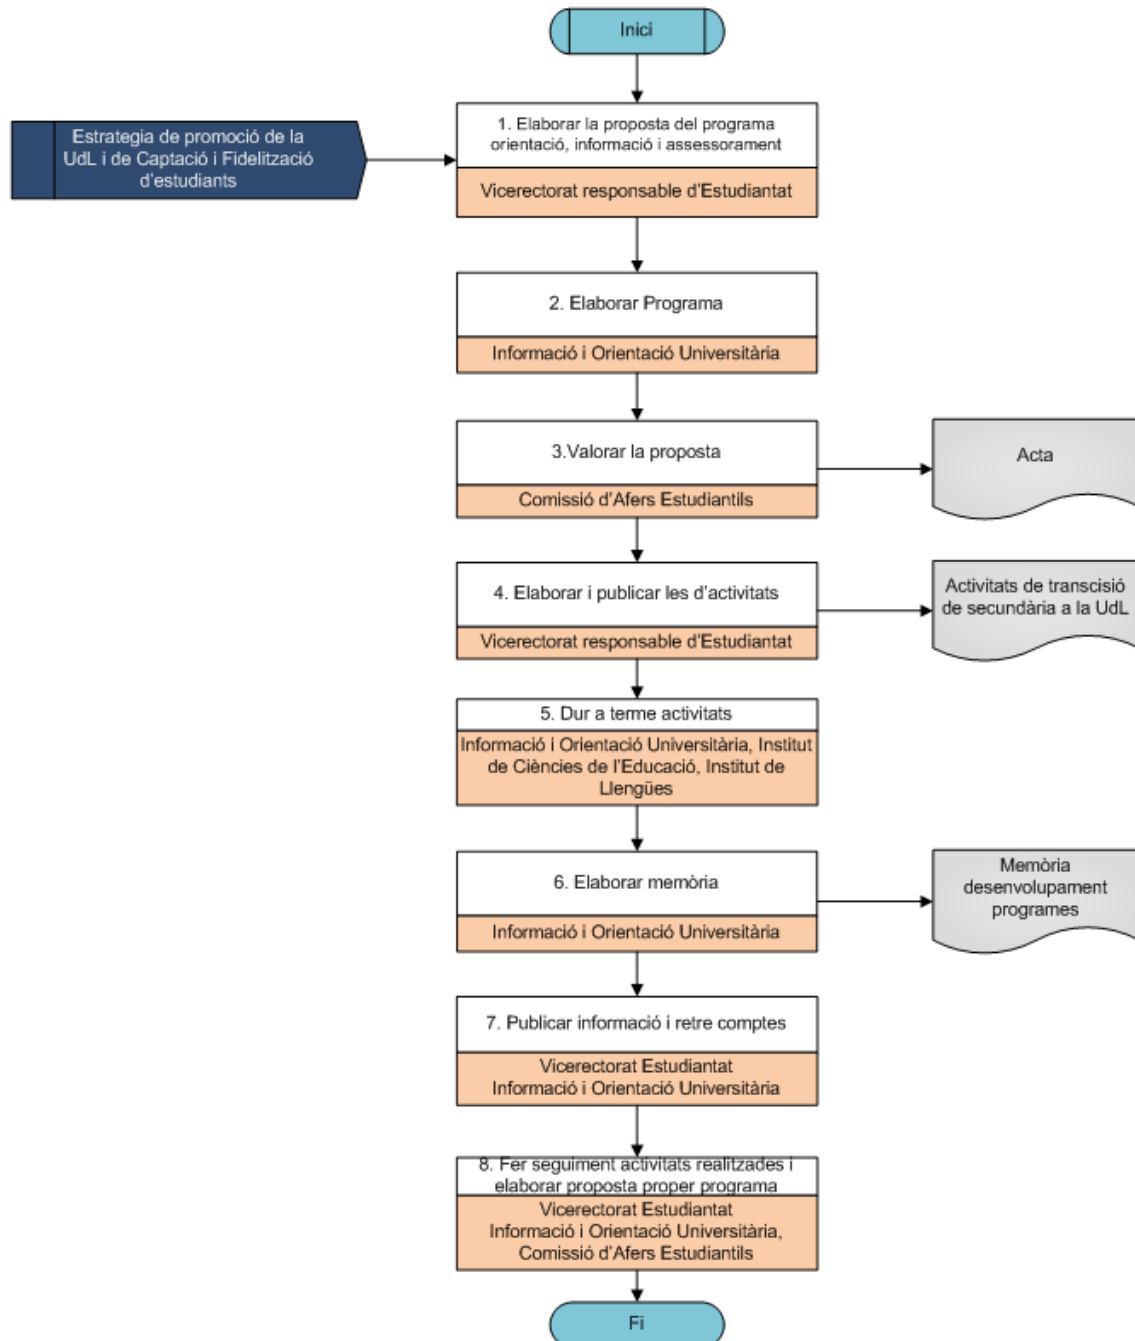 Inici
Estrategia de promoció de la
UdL i de Captació i Fidelització
d'estudiants
1. Elaborar la proposta del programa
orientació, informació i assessorament
Vicerectorat responsable d'Estudiantat
2. Elaborar Programa
Informació i Orientació Universitària
3.Valorar la proposta
Comissió d'Afers Estudiantils
Acta
4. Elaborar i publicar les d'activitats
Vicerectorat responsable d'Estudiantat
Activitats de transcisió
de secundària a la UdL
5. Dur a terme activitats
Informació i Orientació Universitària, Institut
de Ciències de l'Educació, Institut de
Llengües
6. Elaborar memòria
Informació i Orientació Universitària
Memòria
desenvolupament
programes
7. Publicar informació i retre comptes
Vicerectorat Estudiantat
Informació i Orientació Universitària
8. Fer seguiment activitats realitzades i
elaborar proposta proper programa
Vicerectorat Estudiantat
Informació i Orientació Universitària,
Comissió d'Afers Estudiantils
Fi